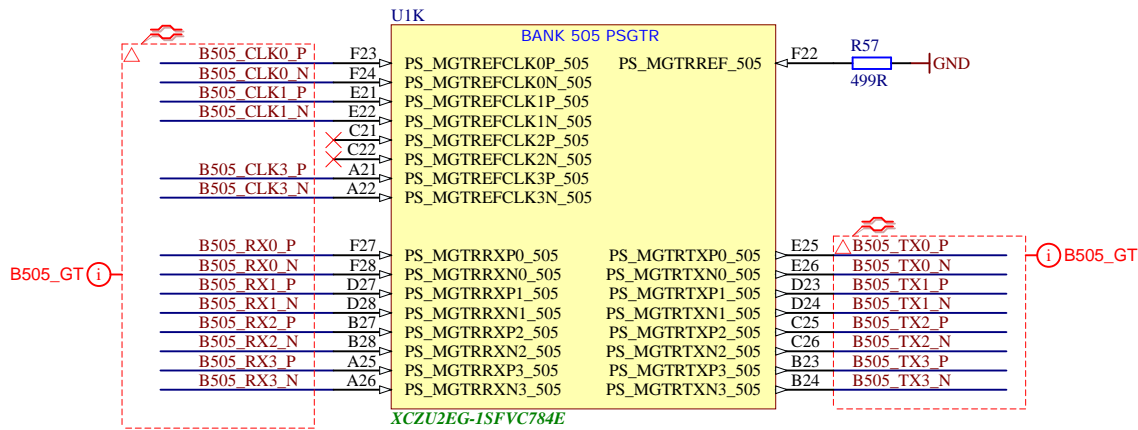 U1K
BANK 505 PSGTR
B505_CLK0_P F23 PS_MGTREFCLK0P_505 PS_MGTRREF_505 F22 R57 499R GND
B505_CLK0_N F24 PS_MGTREFCLK0N_505
B505_CLK1_P E21 PS_MGTREFCLK1P_505
B505_CLK1_N E22 PS_MGTREFCLK1N_505
C21 PS_MGTREFCLK2P_505
C22 PS_MGTREFCLK2N_505
B505_CLK3_P A21 PS_MGTREFCLK3P_505
B505_CLK3_N A22 PS_MGTREFCLK3N_505
B505_RX0_P F27 PS_MGTRRXP0_505 PS_MGTRTXP0_505 E25 B505_TX0_P
B505_GT i B505_RX0_N F28 PS_MGTRRXN0_505 PS_MGTRTXN0_505 E26 B505_TX0_N i B505_GT
B505_RX1_P D27 PS_MGTRRXP1_505 PS_MGTRTXP1_505 D23 B505_TX1_P
B505_RX1_N D28 PS_MGTRRXN1_505 PS_MGTRTXN1_505 D24 B505_TX1_N
B505_RX2_P B27 PS_MGTRRXP2_505 PS_MGTRTXP2_505 C25 B505_TX2_P
B505_RX2_N B28 PS_MGTRRXN2_505 PS_MGTRTXN2_505 C26 B505_TX2_N
B505_RX3_P A25 PS_MGTRRXP3_505 PS_MGTRTXP3_505 B23 B505_TX3_P
B505_RX3_N A26 PS_MGTRRXN3_505 PS_MGTRTXN3_505 B24 B505_TX3_N
XCZU2EG-1SFVC784E